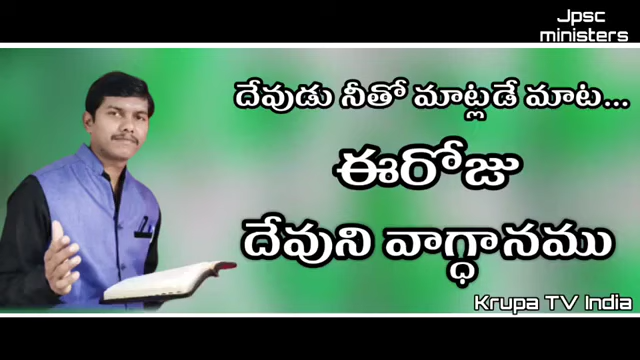 Jpsc
ministers
దేవుడు నీతో మాట్లడే మాట...
ఈరోజు
దేవుని వాగ్ధానము
Krupa TV India